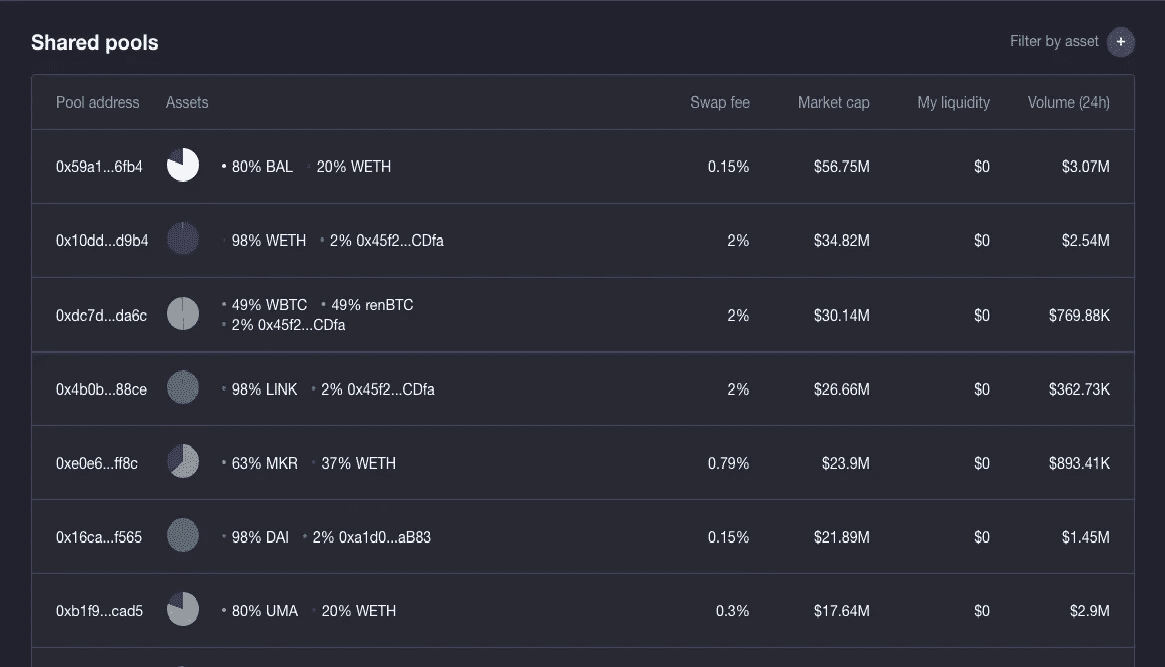 Shared pools
Filter by asset +
Pool address Assets Swap fee Market cap My liquidity Volume (24h)
0x59a1...6fb4 80% BAL 20% WETH 0.15% $56.75M $0 $3.07M
0x10dd...d9b4 98% WETH 2% 0x45f2...CDfa 2% $34.82M $0 $2.54M
0xdc7d...da6c 49% WBTC 49% renBTC
2% 0x45f2...CDfa 2% $30.14M $0 $769.88K
0x4b0b...88ce 98% LINK 2% 0x45f2...CDfa 2% $26.66M $0 $362.73K
0xe0e6...ff8c 63% MKR 37% WETH 0.79% $23.9M $0 $893.41K
0x16ca...f565 98% DAI 2% 0xa1d0...aB83 0.15% $21.89M $0 $1.45M
0xb1f9...cad5 80% UMA 20% WETH 0.3% $17.64M $0 $2.9M